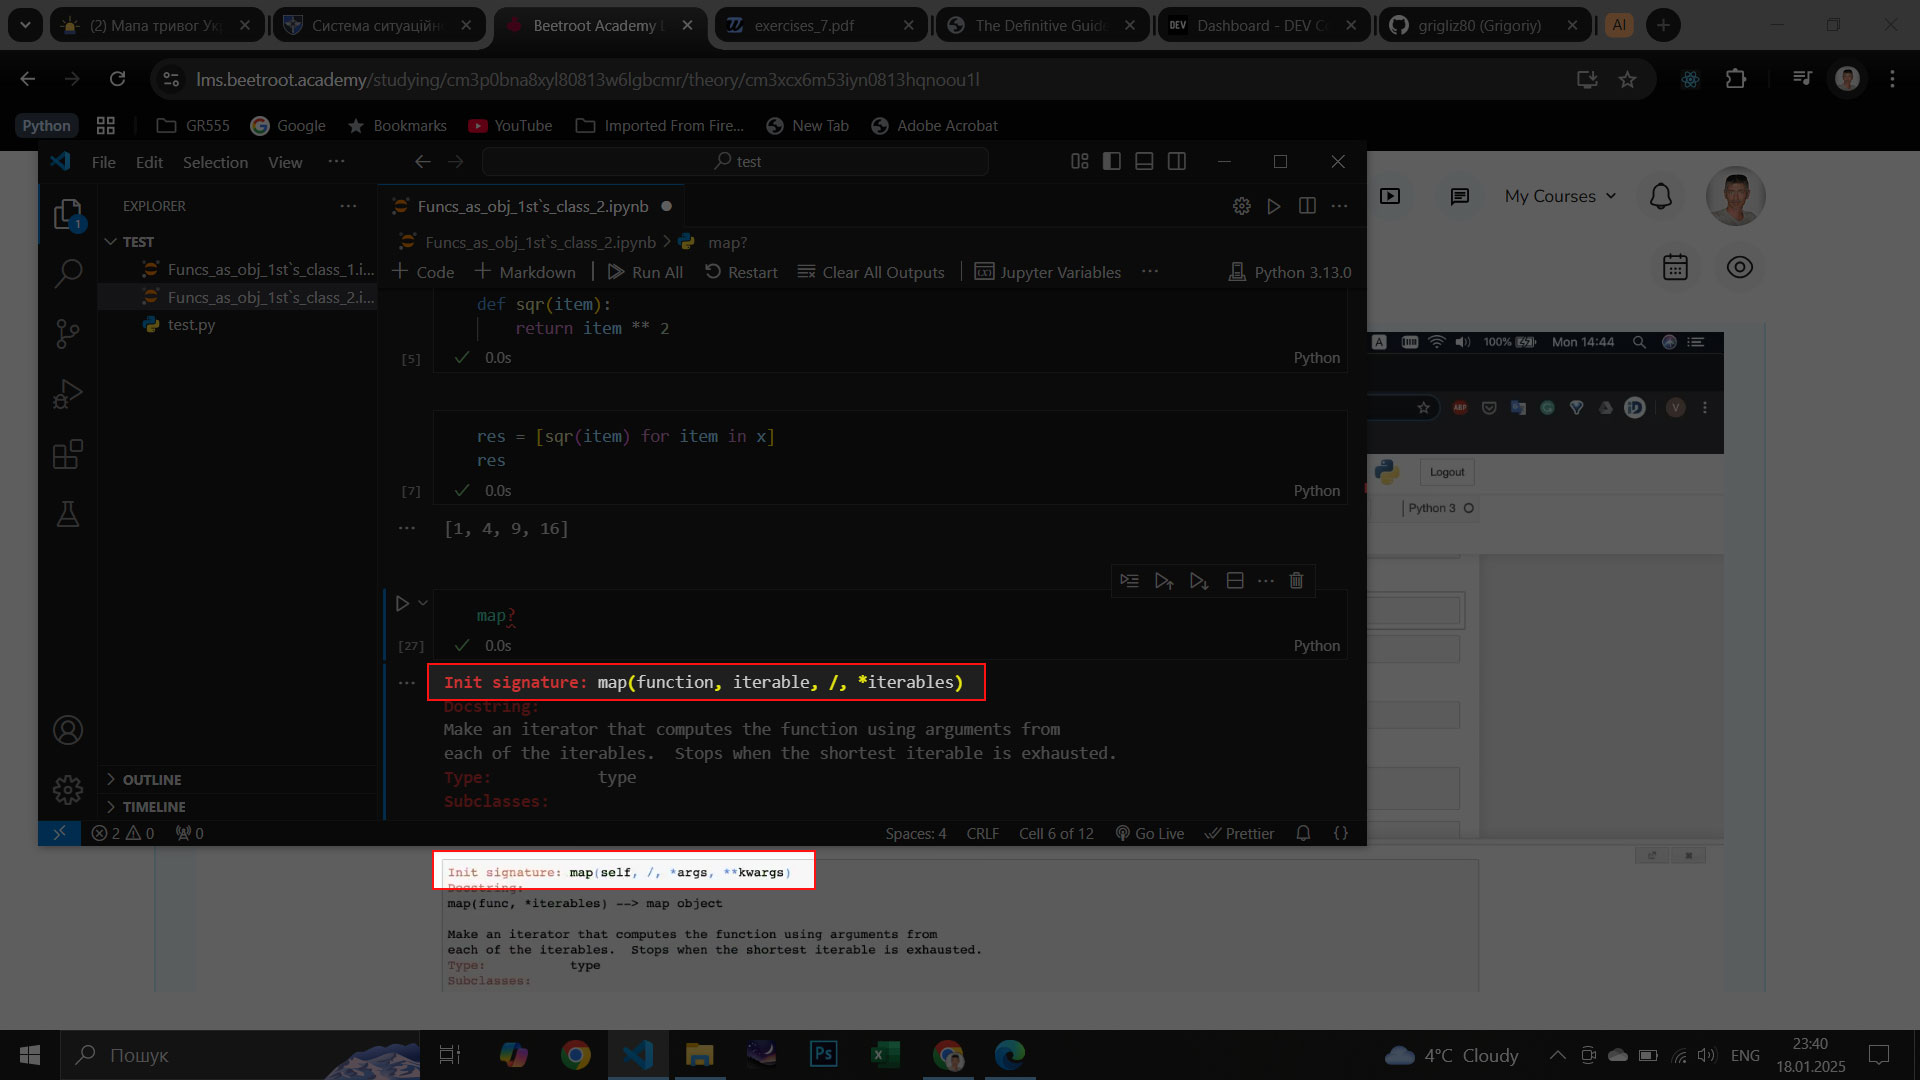 (2) Мапа тривог Ук
Система ситуаційн
Beetroot Academy L
exercises_7.pdf
The Definitive Guide
DEV Dashboard - DEV Co
grigliz80 (Grigoriy)
AI
lms.beetroot.academy/studying/cm3p0bna8xyl80813w6lgbcmr/theory/cm3xcx6m53iyn0813hqnoou1l
Python
GR555
Google
Bookmarks
YouTube
Imported From Fire...
New Tab
Adobe Acrobat
File Edit Selection View ...
test
My Courses
EXPLORER
Funcs_as_obj_1st`s_class_2.ipynb
TEST
Funcs_as_obj_1st`s_class_2.ipynb > map?
Funcs_as_obj_1st`s_class_1.i...
Funcs_as_obj_1st`s_class_2.i...
test.py
+ Code + Markdown Run All Restart Clear All Outputs Jupyter Variables ... Python 3.13.0
def sqr(item):
return item ** 2
[5] 0.0s Python
A 100% Mon 14:44
ABP V
res = [sqr(item) for item in x]
res
[7] 0.0s Python
Logout
Python 3
[1, 4, 9, 16]
map?
[27] 0.0s Python
Init signature: map(function, iterable, /, *iterables)
Docstring:
Make an iterator that computes the function using arguments from
each of the iterables.  Stops when the shortest iterable is exhausted.
Type: type
Subclasses:
OUTLINE
TIMELINE
2 0 0
Spaces: 4 CRLF Cell 6 of 12 Go Live Prettier {}
Init signature: map(self, /, *args, **kwargs)
Docstring:
map(func, *iterables) --> map object
Make an iterator that computes the function using arguments from
each of the iterables.  Stops when the shortest iterable is exhausted.
Type: type
Subclasses:
Пошук
Ps
4°C Cloudy
ENG
23:40
18.01.2025